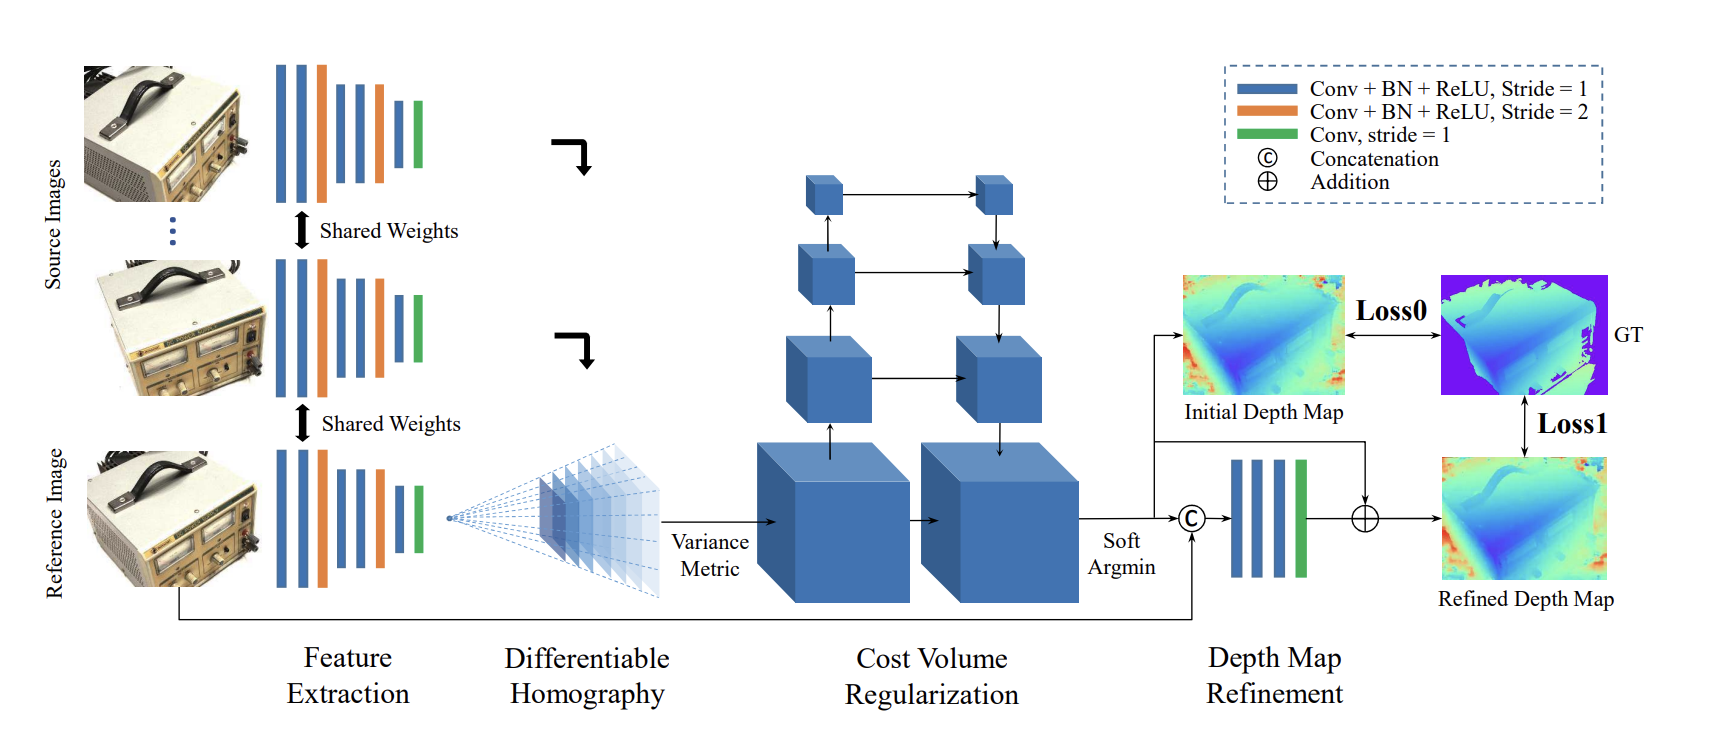 Conv + BN + ReLU, Stride = 1
Conv + BN + ReLU, Stride = 2
Conv, stride = 1
C
Concatenation
Addition
Source Images
Shared Weights
Shared Weights
Reference Image
Variance
Metric
Soft
Argmin
C
Loss0
GT
Initial Depth Map
Loss1
Refined Depth Map
Feature
Extraction
Differentiable
Homography
Cost Volume
Regularization
Depth Map
Refinement